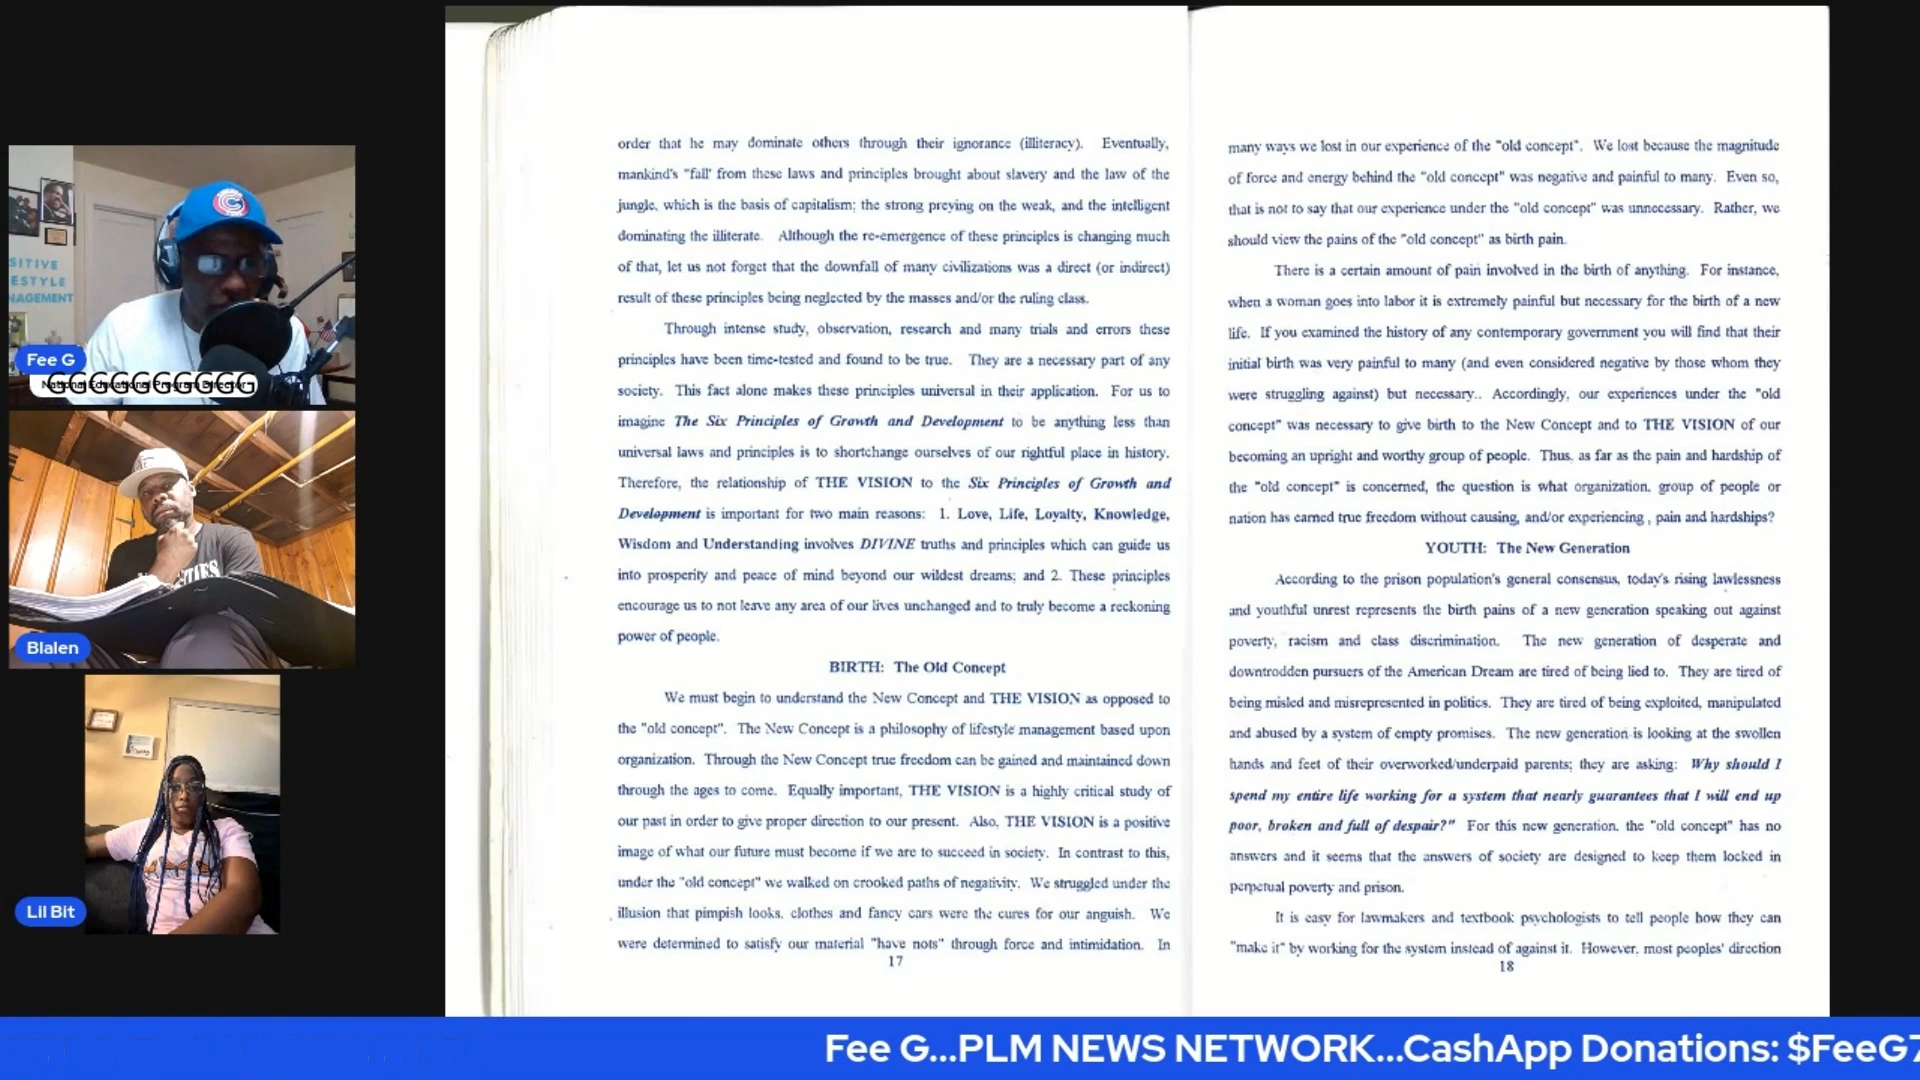 SITIVE
ESTYLE
NAGEMENT
Fee G
National Educational Program Director
GGGGGGGGGG
Blalen
Lil Bit
order that he may dominate others through their ignorance (illiteracy). Eventually,
mankind's "fall' from these laws and principles brought about slavery and the law of the
jungle, which is the basis of capitalism; the strong preying on the weak, and the intelligent
dominating the illiterate. Although the re-emergence of these principles is changing much
of that, let us not forget that the downfall of many civilizations was a direct (or indirect)
result of these principles being neglected by the masses and/or the ruling class.
Through intense study, observation, research and many trials and errors these
principles have been time-tested and found to be true. They are a necessary part of any
society. This fact alone makes these principles universal in their application. For us to
imagine The Six Principles of Growth and Development to be anything less than
universal laws and principles is to shortchange ourselves of our rightful place in history.
Therefore, the relationship of THE VISION to the Six Principles of Growth and
Development is important for two main reasons: 1. Love, Life, Loyalty, Knowledge,
Wisdom and Understanding involves DIVINE truths and principles which can guide us
into prosperity and peace of mind beyond our wildest dreams; and 2. These principles
encourage us to not leave any area of our lives unchanged and to truly become a reckoning
power of people.
BIRTH: The Old Concept
We must begin to understand the New Concept and THE VISION as opposed to
the "old concept". The New Concept is a philosophy of lifestyle management based upon
organization. Through the New Concept true freedom can be gained and maintained down
through the ages to come. Equally important, THE VISION is a highly critical study of
our past in order to give proper direction to our present. Also, THE VISION is a positive
image of what our future must become if we are to succeed in society. In contrast to this,
under the "old concept" we walked on crooked paths of negativity. We struggled under the
illusion that pimpish looks, clothes and fancy cars were the cures for our anguish. We
were determined to satisfy our material "have nots" through force and intimidation. In
17
many ways we lost in our experience of the "old concept". We lost because the magnitude
of force and energy behind the "old concept" was negative and painful to many. Even so,
that is not to say that our experience under the "old concept" was unnecessary. Rather, we
should view the pains of the "old concept" as birth pain.
There is a certain amount of pain involved in the birth of anything. For instance,
when a woman goes into labor it is extremely painful but necessary for the birth of a new
life. If you examined the history of any contemporary government you will find that their
initial birth was very painful to many (and even considered negative by those whom they
were struggling against) but necessary.. Accordingly, our experiences under the "old
concept" was necessary to give birth to the New Concept and to THE VISION of our
becoming an upright and worthy group of people. Thus, as far as the pain and hardship of
the "old concept" is concerned, the question is what organization, group of people or
nation has earned true freedom without causing, and/or experiencing , pain and hardships?
YOUTH: The New Generation
According to the prison population's general consensus, today's rising lawlessness
and youthful unrest represents the birth pains of a new generation speaking out against
poverty, racism and class discrimination. The new generation of desperate and
downtrodden pursuers of the American Dream are tired of being lied to. They are tired of
being misled and misrepresented in politics. They are tired of being exploited, manipulated
and abused by a system of empty promises. The new generation is looking at the swollen
hands and feet of their overworked/underpaid parents; they are asking: Why should I
spend my entire life working for a system that nearly guarantees that I will end up
poor, broken and full of despair?" For this new generation, the "old concept" has no
answers and it seems that the answers of society are designed to keep them locked in
perpetual poverty and prison.
It is easy for lawmakers and textbook psychologists to tell people how they can
"make it" by working for the system instead of against it. However, most peoples' direction
18
Fee G...PLM NEWS NETWORK...CashApp Donations: $FeeG7